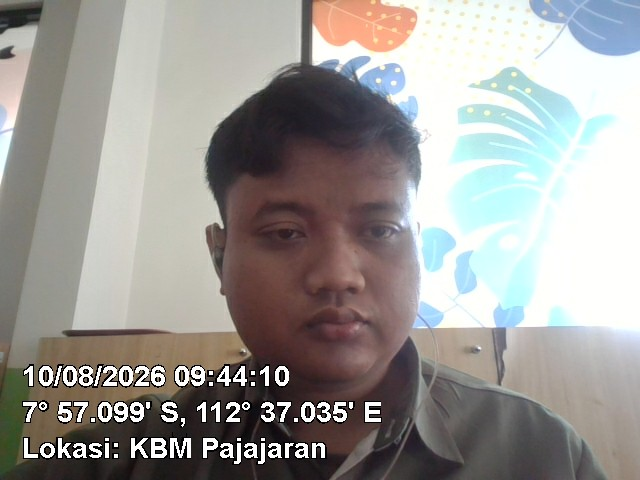 10/08/2026 09:44:10
7° 57.099' S, 112° 37.035' E
Lokasi: KBM Pajajaran